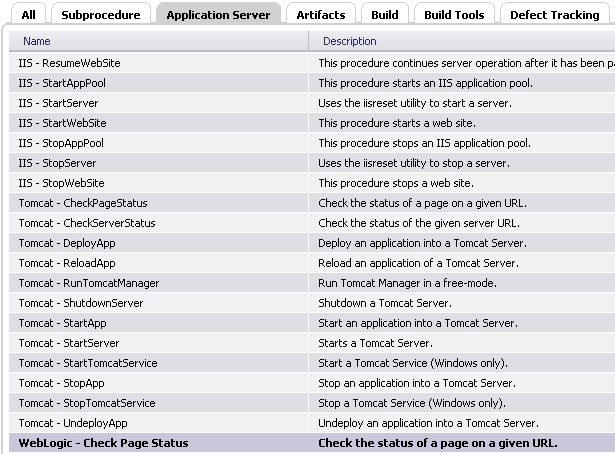 All Subprocedure Application Server Artifacts Build Build Tools Defect Tracking
Name Description
IIS - ResumeWebSite This procedure continues server operation after it has been
IIS - StartAppPool This procedure starts an IIS application pool.
IIS - StartServer Uses the iisreset utility to start a server.
IIS - StartWebSite This procedure starts a web site.
IIS - StopAppPool This procedure stops an IIS application pool.
IIS - StopServer Uses the iisreset utility to stop a server.
IIS - StopWebSite This procedure stops a web site.
Tomcat - CheckPageStatus Check the status of a page on a given URL.
Tomcat - CheckServerStatus Check the status of the given server URL.
Tomcat - DeployApp Deploy an application into a Tomcat Server.
Tomcat - ReloadApp Reload an application of a Tomcat Server.
Tomcat - RunTomcatManager Run Tomcat Manager in a free-mode.
Tomcat - ShutdownServer Shutdown a Tomcat Server.
Tomcat - StartApp Start an application into a Tomcat Server.
Tomcat - StartServer Starts a Tomcat Server.
Tomcat - StartTomcatService Start a Tomcat Service (Windows only).
Tomcat - StopApp Stop an application into a Tomcat Server.
Tomcat - StopTomcatService Stop a Tomcat Service (Windows only).
Tomcat - UndeployApp Undeploy an application into a Tomcat Server.
WebLogic - Check Page Status Check the status of a page on a given URL.